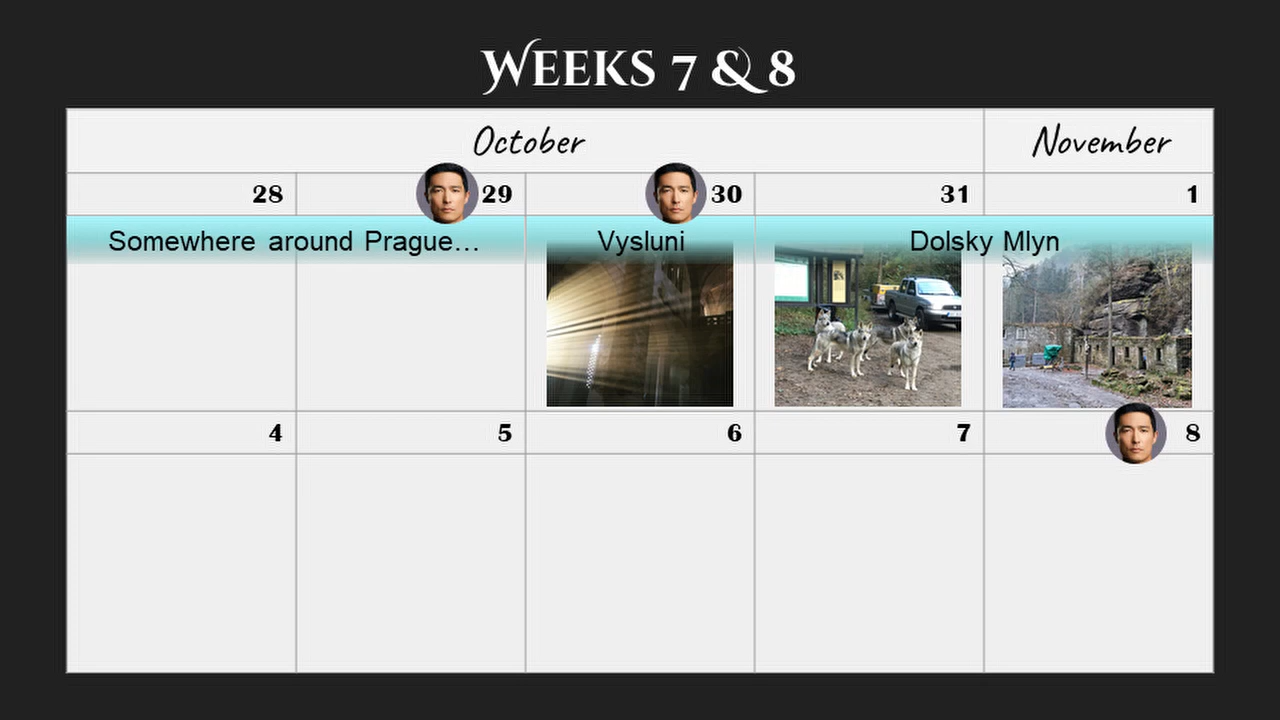 WEEKS 7 & 8
October November
28 29 30 31 1
Somewhere around Prague... Vysluni Dolsky Mlyn
4 5 6 7 8